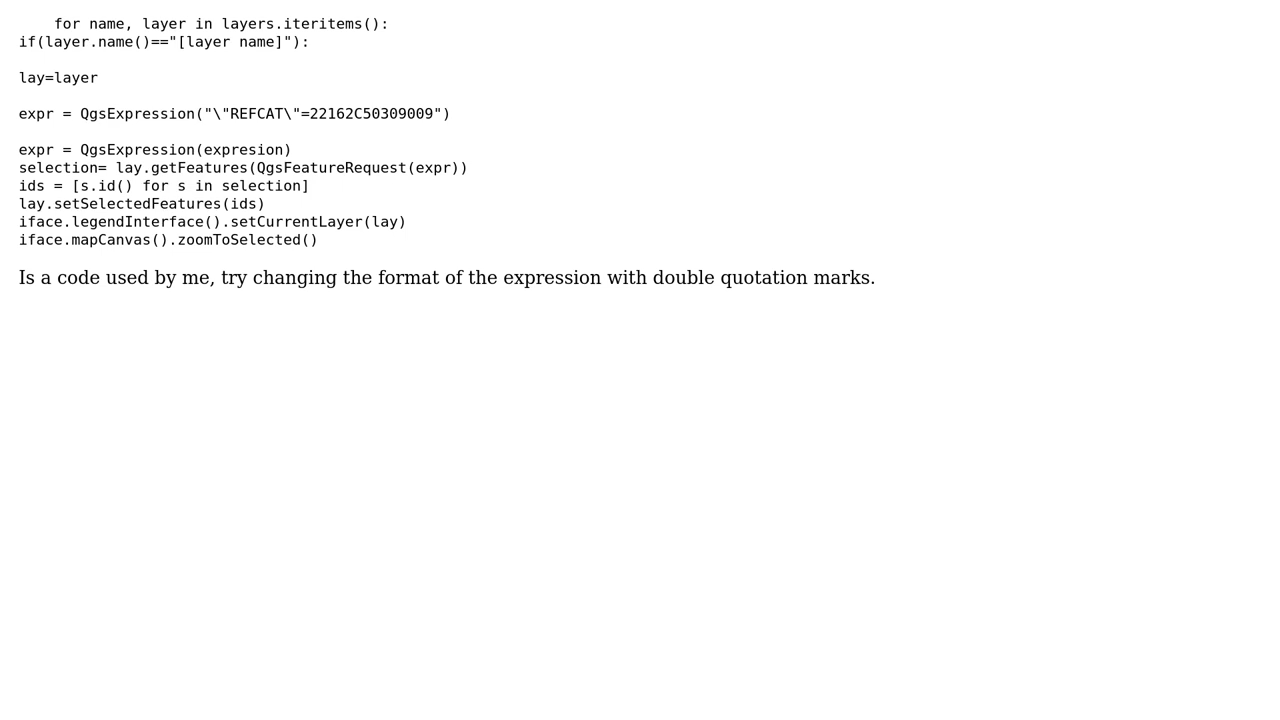 for name, layer in layers.iteritems():
if(layer.name()=="[layer name]"):
lay=layer
expr = QgsExpression("\"REFCAT\"=22162C50309009")
expr = QgsExpression(expresion)
selection= lay.getFeatures(QgsFeatureRequest(expr))
ids = [s.id() for s in selection]
lay.setSelectedFeatures(ids)
iface.legendInterface().setCurrentLayer(lay)
iface.mapCanvas().zoomToSelected()
Is a code used by me, try changing the format of the expression with double quotation marks.